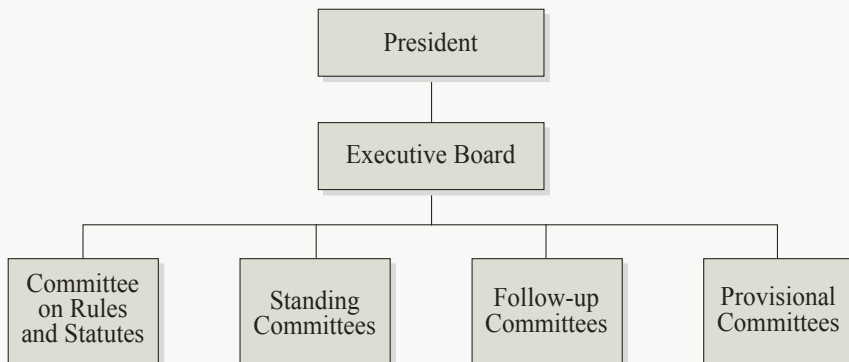 President
Executive Board
Committee
on Rules
and Statutes
Standing
Committees
Follow-up
Committees
Provisional
Committees